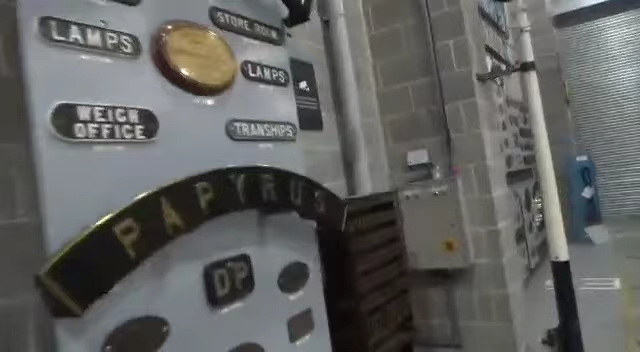 STORE ROOM
LAMPS
LAMPS
WEIGH
OFFICE
TRANSHIPS
PAPYRUS
DP